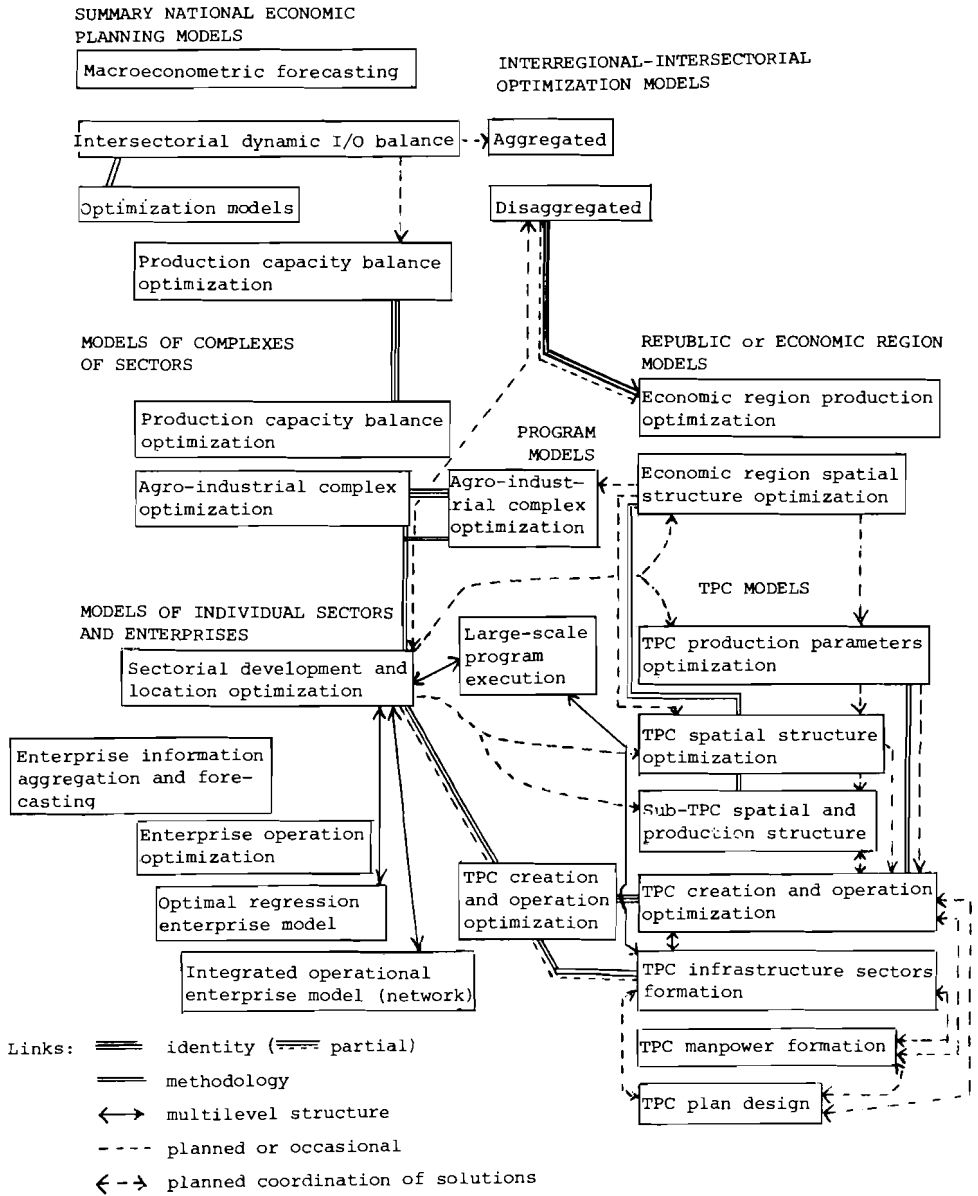 SUMMARY NATIONAL ECONOMIC
PLANNING MODELS
Macroeconometric forecasting
INTERREGIONAL-INTERSECTORIAL
OPTIMIZATION MODELS
Intersectorial dynamic I/O balance
Aggregated
Optimization models
Disaggregated
Production capacity balance
optimization
MODELS OF COMPLEXES
OF SECTORS
REPUBLIC or ECONOMIC REGION
MODELS
Economic region production
optimization
Production capacity balance
optimization
PROGRAM
MODELS
Agro-industrial complex
optimization
Agro-indust-
rial complex
optimization
Economic region spatial
structure optimization
TPC MODELS
MODELS OF INDIVIDUAL SECTORS
AND ENTERPRISES
Large-scale
program
execution
TPC production parameters
optimization
Sectorial development and
location optimization
TPC spatial structure
optimization
Enterprise information
aggregation and fore-
casting
Sub-TPC spatial and
production structure
Enterprise operation
optimization
TPC creation
and operation
optimization
TPC creation and operation
optimization
Optimal regression
enterprise model
Integrated operational
enterprise model (network)
TPC infrastructure sectors
formation
TPC manpower formation
TPC plan design
Links: identity ( partial)
methodology
multilevel structure
planned or occasional
planned coordination of solutions